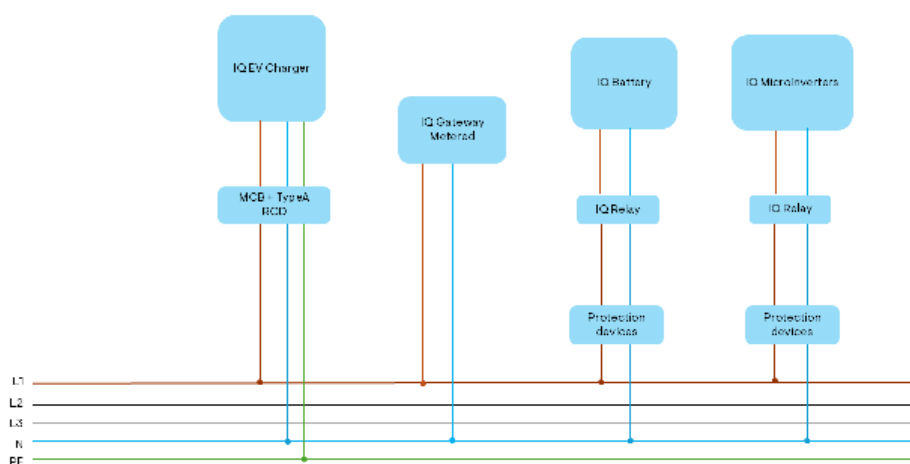 IQ EV Charger
IQ Gateway
Metered
IQ Battery
IQ Microinverters
MCB + Type A
RCD
IQ Relay
IQ Relay
Protection
devices
Protection
devices
L1
L2
L3
N
PE